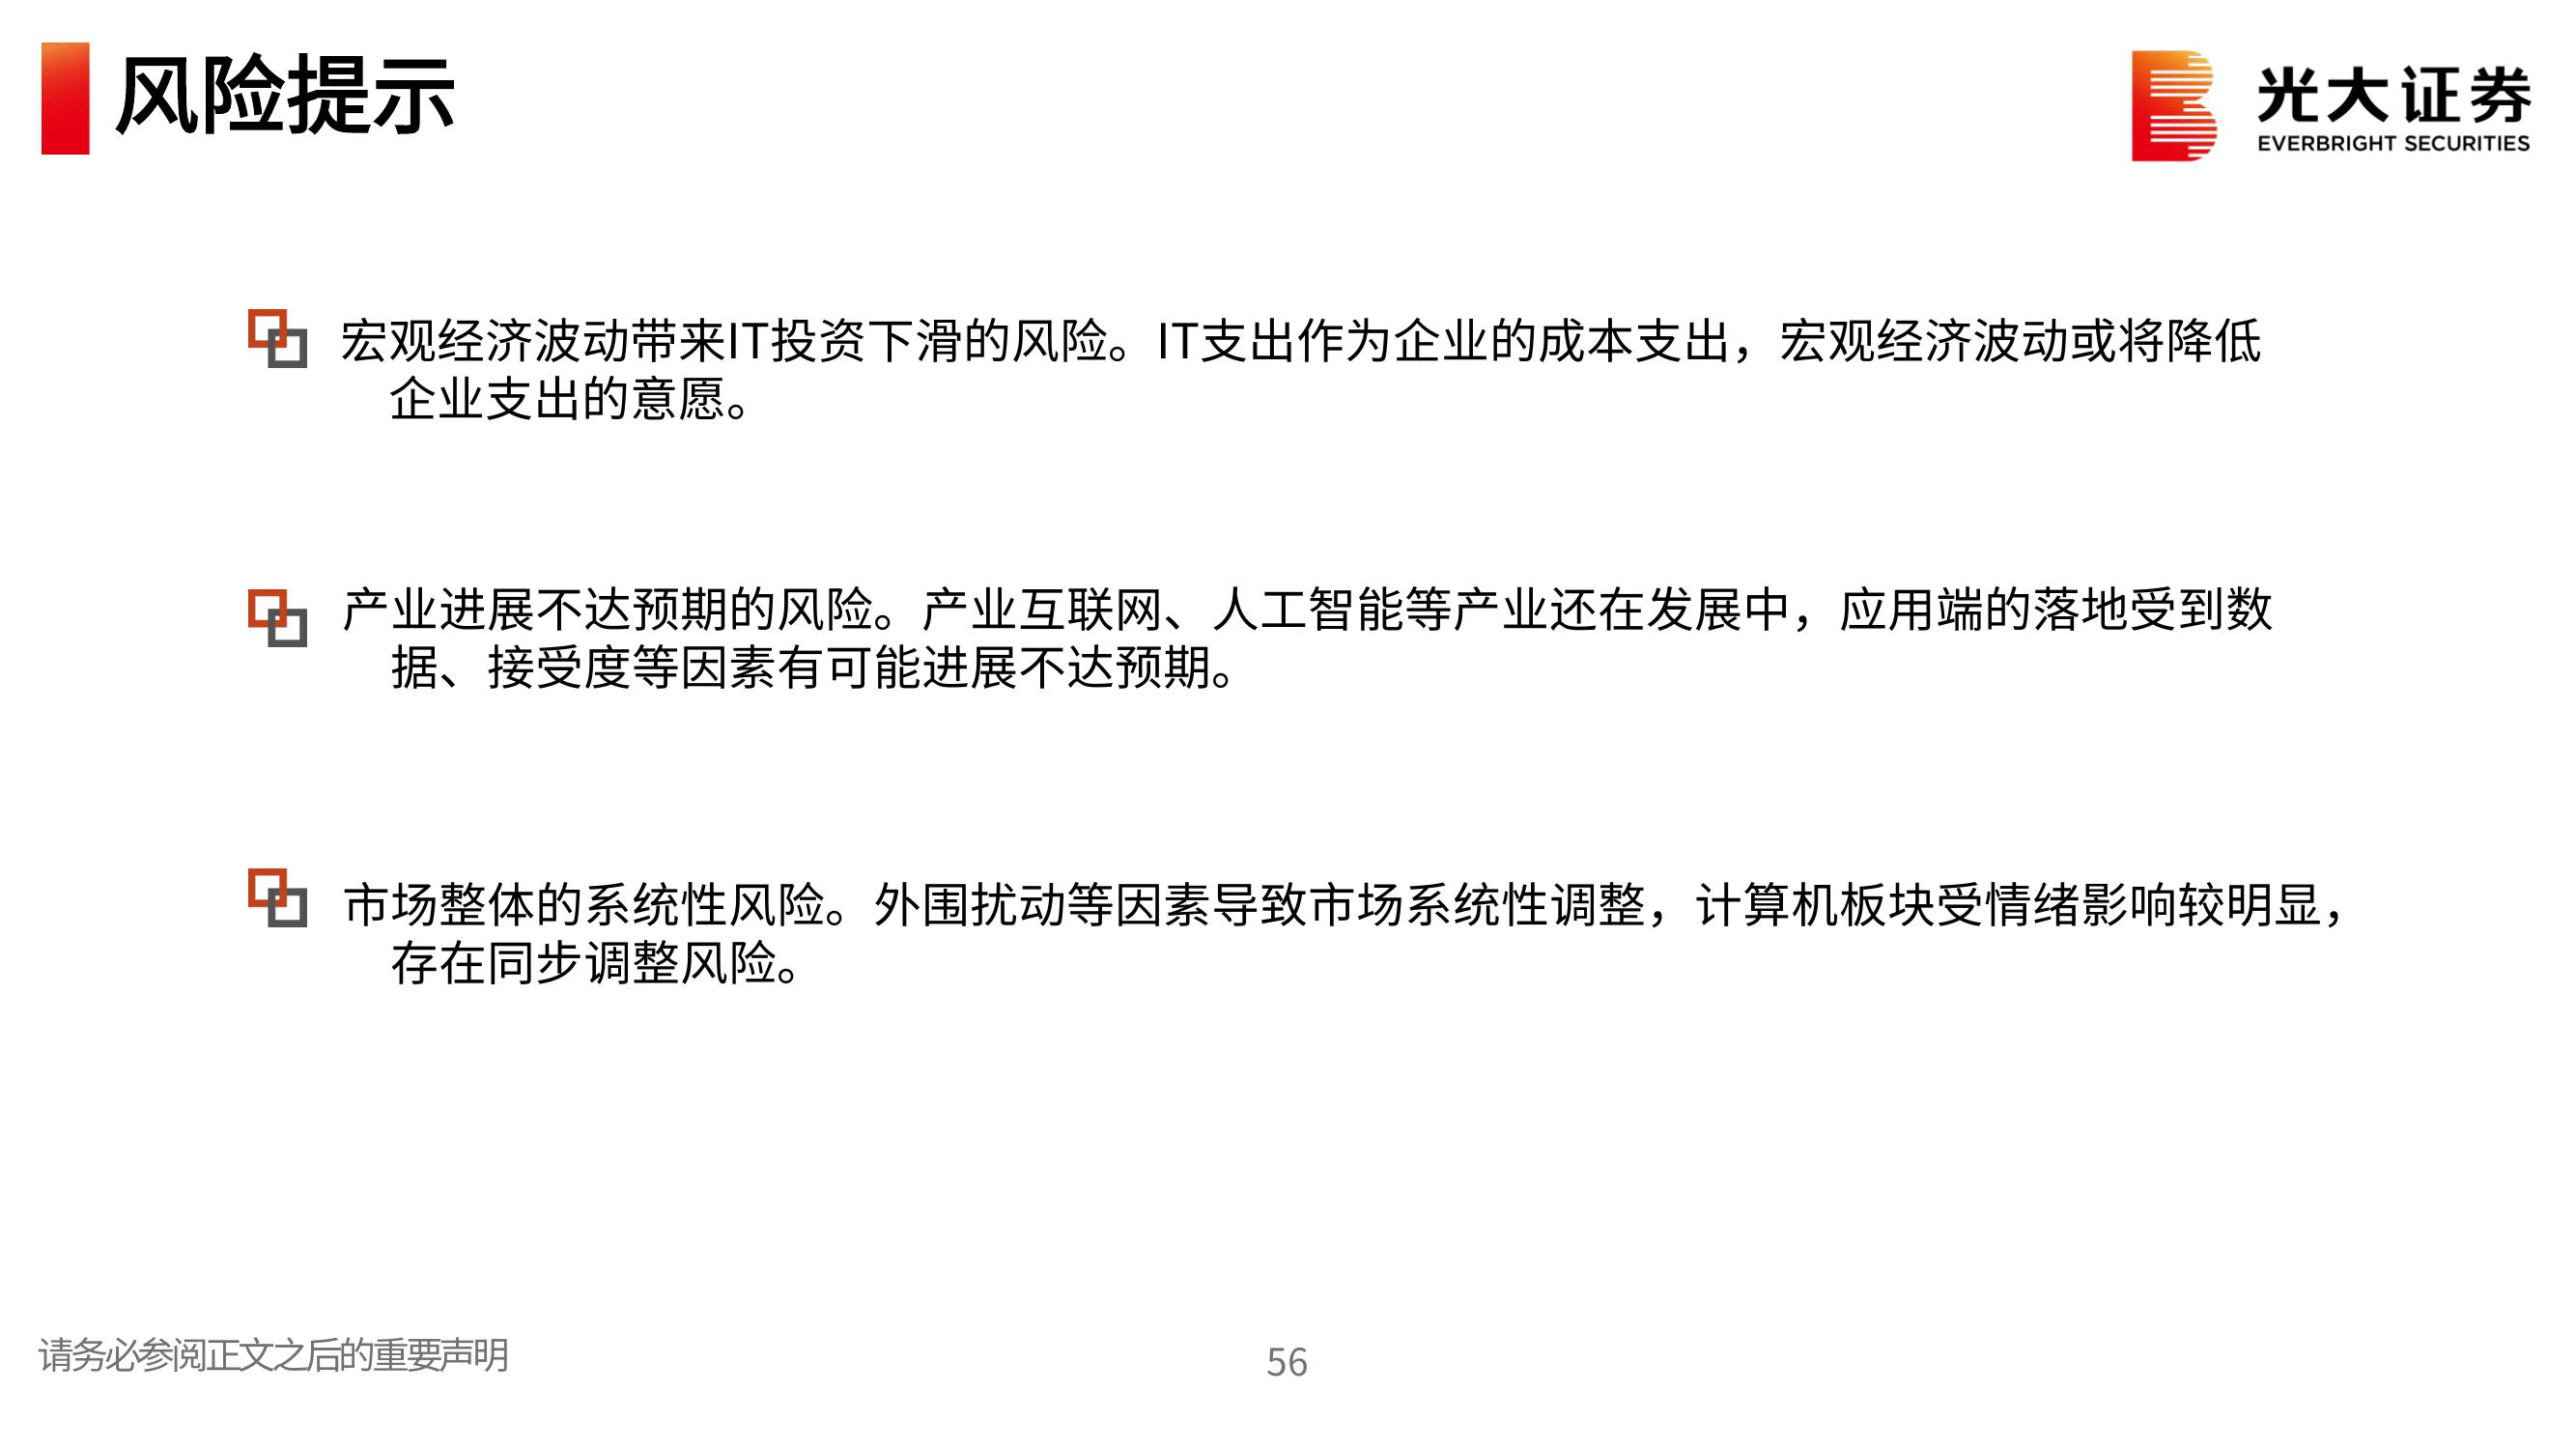 风险提示
光大证券
EVERBRIGHT SECURITIES
宏观经济波动带来IT投资下滑的风险。IT支出作为企业的成本支出，宏观经济波动或将降低
企业支出的意愿。
产业进展不达预期的风险。产业互联网、人工智能等产业还在发展中，应用端的落地受到数
据、接受度等因素有可能进展不达预期。
市场整体的系统性风险。外围扰动等因素导致市场系统性调整，计算机板块受情绪影响较明显，
存在同步调整风险。
请务必参阅正文之后的重要声明
56